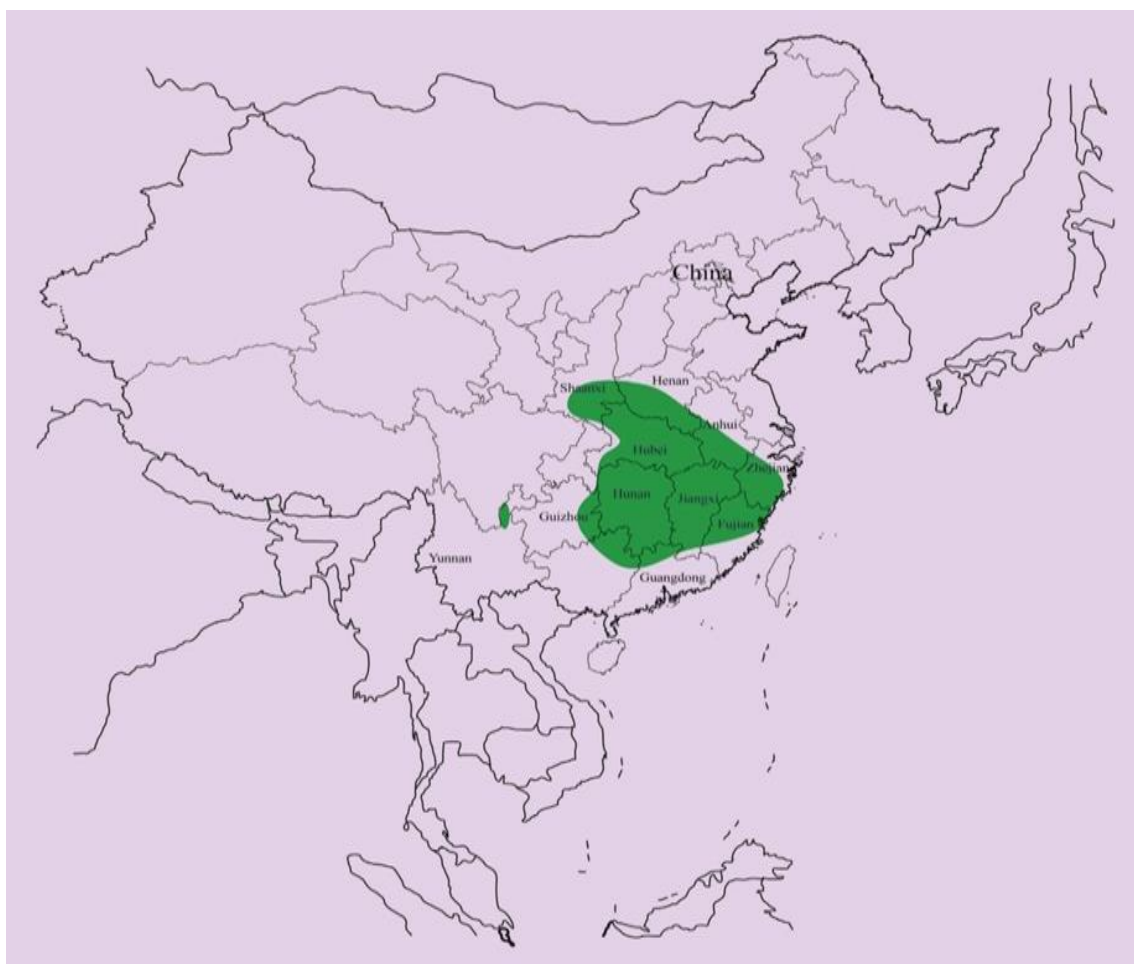 China
Shaanxi
Henan
Anhui
Hubei
Zhejiang
Hunan
Jiangxi
Guizhou
Fujian
Yunnan
Guangdong